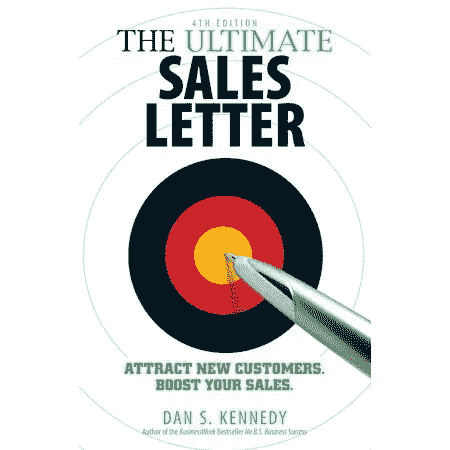 4TH EDITION
THE ULTIMATE
SALES
LETTER
ATTRACT NEW CUSTOMERS.
BOOST YOUR SALES.
DAN S. KENNEDY
Author of the BusinessWeek Bestseller No B.S. Business Success